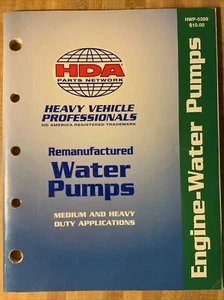 HWP-0399
$10.00
HDA
PARTS NETWORK
HEAVY VEHICLE
PROFESSIONALS
HD AMERICA REGISTERED TRADEMARK
Remanufactured
Water
Pumps
MEDIUM AND HEAVY
DUTY APPLICATIONS
Engine-Water Pumps